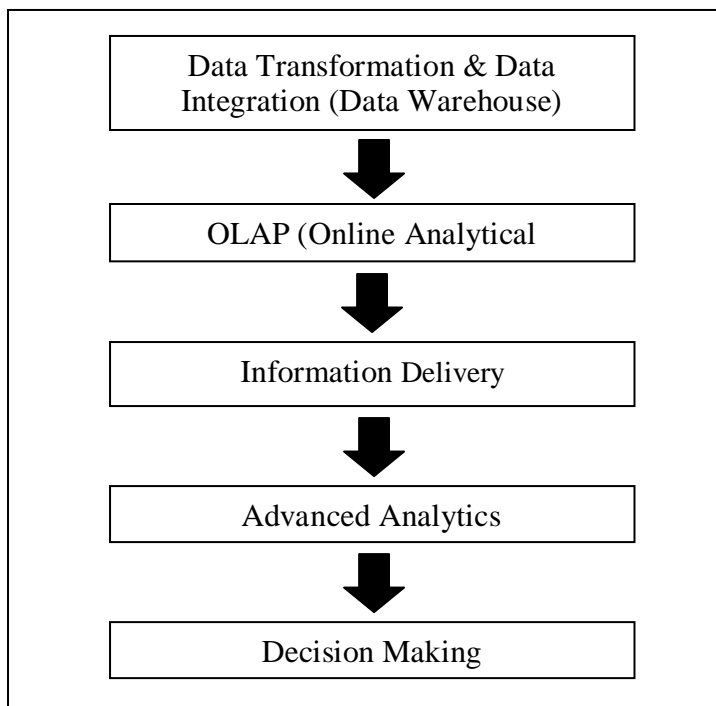 Data Transformation & Data
Integration (Data Warehouse)
OLAP (Online Analytical
Information Delivery
Advanced Analytics
Decision Making